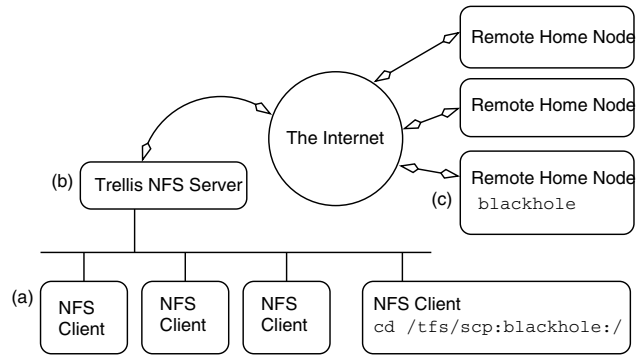 Remote Home Node
Remote Home Node
The Internet
(b) Trellis NFS Server
Remote Home Node
(c) blackhole
(a)
NFS
Client
NFS
Client
NFS
Client
NFS Client
cd /tfs/scp:blackhole:/